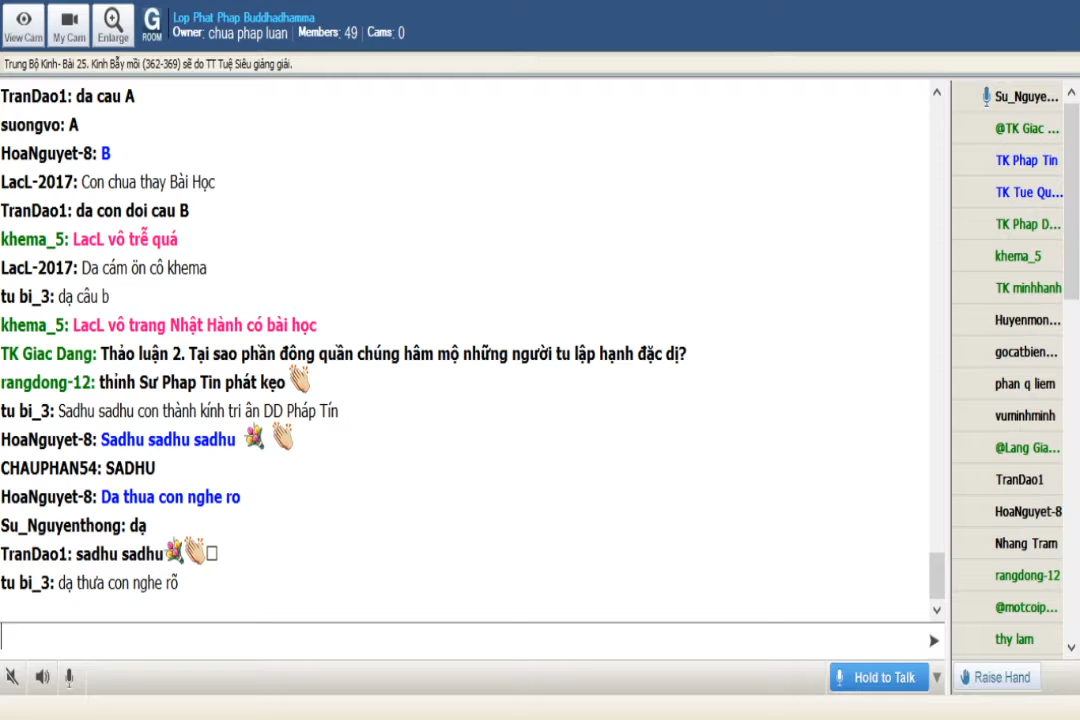 View Cam
My Cam
Enlarge
G
ROOM
Lop Phat Phap Buddhadhamma
Owner: chua phap luan | Members: 49 | Cams: 0
Trung Bộ Kinh- Bài 25. Kinh Bẫy mồi (362-369) sẽ do TT Tuệ Siêu giảng giải.
TranDao1: da cau A
suongvo: A
HoaNguyet-8: B
LacL-2017: Con chua thay Bài Học
TranDao1: da con doi cau B
khema_5: LacL vô trễ quá
LacL-2017: Da cám ön cô khema
tu bi_3: dạ câu b
khema_5: LacL vô trang Nhật Hành có bài học
TK Giac Dang: Thảo luận 2. Tại sao phần đông quần chúng hâm mộ những người tu lập hạnh đặc dị?
rangdong-12: thỉnh Sư Phap Tin phát kẹo
tu bi_3: Sadhu sadhu con thành kính tri ân DD Pháp Tín
HoaNguyet-8: Sadhu sadhu sadhu
CHAUPHAN54: SADHU
HoaNguyet-8: Da thua con nghe ro
Su_Nguyenthong: dạ
TranDao1: sadhu sadhu
tu bi_3: dạ thưa con nghe rõ
Su_Nguye...
@TK Giac ...
TK Phap Tin
TK Tue Qu...
TK Phap D...
khema_5
TK minhhanh
Huyenmon...
gocatbien...
phan q liem
vuminhminh
@Lang Gia...
TranDao1
HoaNguyet-8
Nhang Tram
rangdong-12
@motcoip...
thy lam
Hold to Talk
Raise Hand